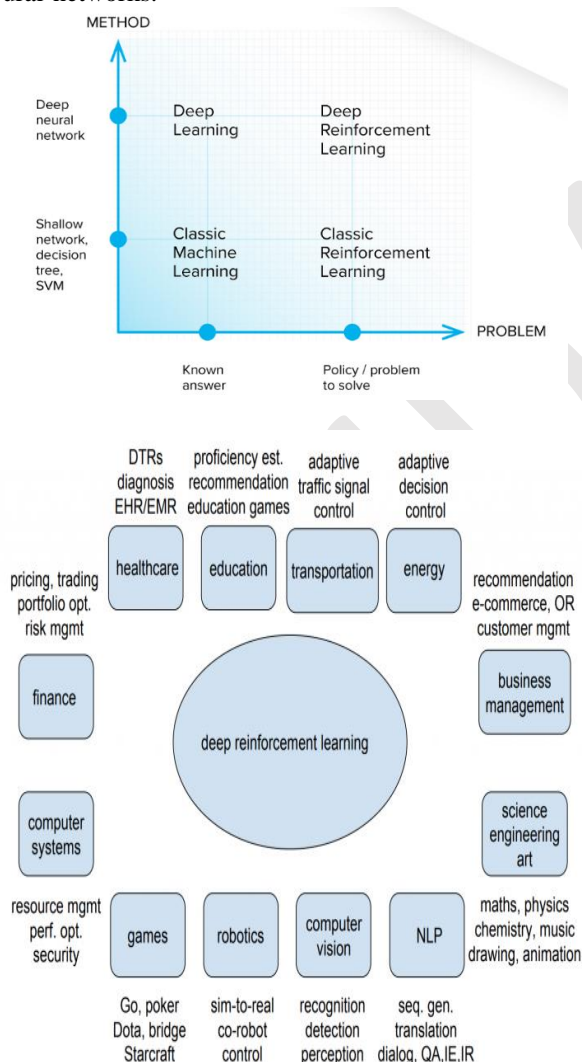 METHOD
Deep
neural
network
Deep
Learning
Deep
Reinforcement
Learning
Shallow
network,
decision
tree,
SVM
Classic
Machine
Learning
Classic
Reinforcement
Learning
PROBLEM
Known
answer
Policy / problem
to solve
DTRs
diagnosis
EHR/EMR
proficiency est.
recommendation
education games
adaptive
traffic signal
control
adaptive
decision
control
healthcare
education
transportation
energy
pricing, trading
portfolio opt.
risk mgmt
recommendation
e-commerce, OR
customer mgmt
finance
business
management
deep reinforcement learning
computer
systems
science
engineering
art
resource mgmt
perf. opt.
security
maths, physics
chemistry, music
drawing, animation
games
robotics
computer
vision
NLP
Go, poker
Dota, bridge
Starcraft
sim-to-real
co-robot
control
recognition
detection
perception
seq. gen.
translation
dialog, QA,IE,IR